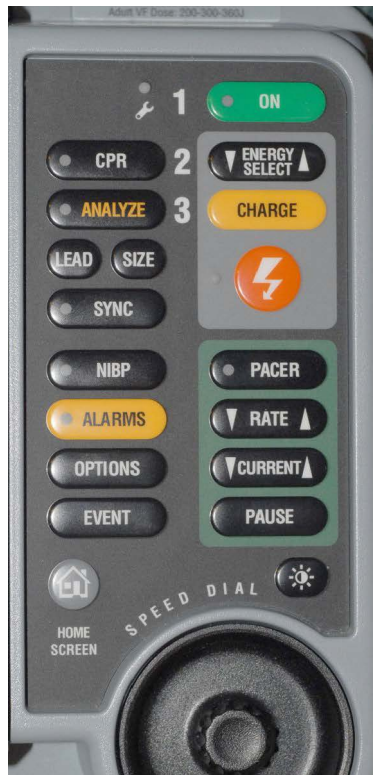 Adult VF Dose: 200-300-360J
1 ON
CPR 2 ENERGY
SELECT
ANALYZE 3 CHARGE
LEAD SIZE
SYNC
NIBP PACER
ALARMS RATE
OPTIONS CURRENT
EVENT PAUSE
SPEED DIAL
HOME
SCREEN